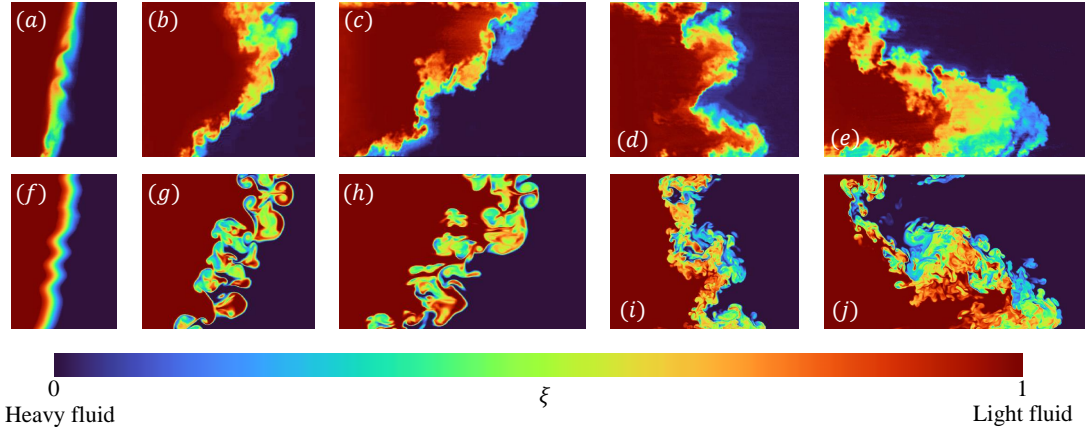 (a)
(b)
(c)
(d)
(e)
(f)
(g)
(h)
(i)
(j)
0
ξ
1
Heavy fluid
Light fluid